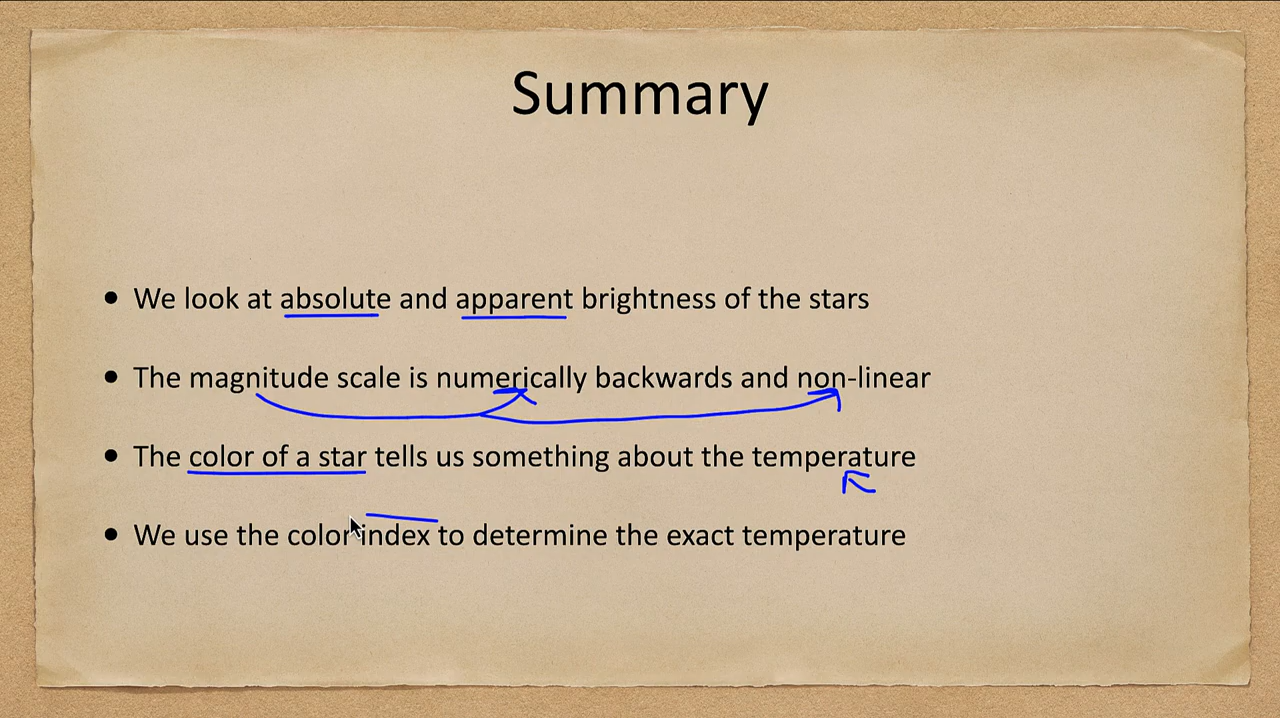 Summary
• We look at absolute and apparent brightness of the stars
• The magnitude scale is numerically backwards and non-linear
• The color of a star tells us something about the temperature
• We use the color index to determine the exact temperature